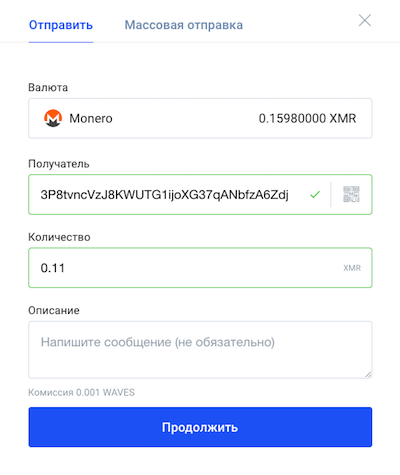 Отправить Массовая отправка
Валюта
Monero 0.15980000 XMR
Получатель
3P8tvncVzJ8KWUTG1ijoXG37qANbfzA6Zdj
Количество
0.11 XMR
Описание
Напишите сообщение (не обязательно)
Комиссия 0.001 WAVES
Продолжить